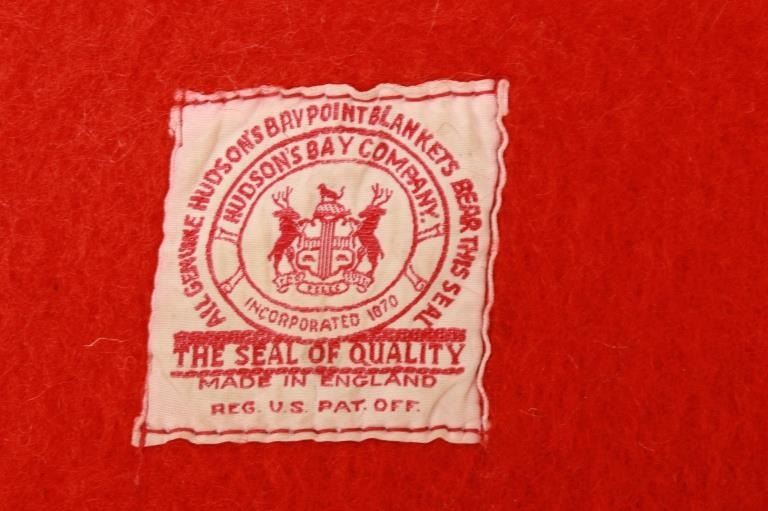 ALL GENUINE HUDSON'S BAY POINT BLANKETS BEAR THIS SEAL
HUDSON'S BAY COMPANY.
INCORPORATED 1670
THE SEAL OF QUALITY
MADE IN ENGLAND
REG. U.S. PAT. OFF.